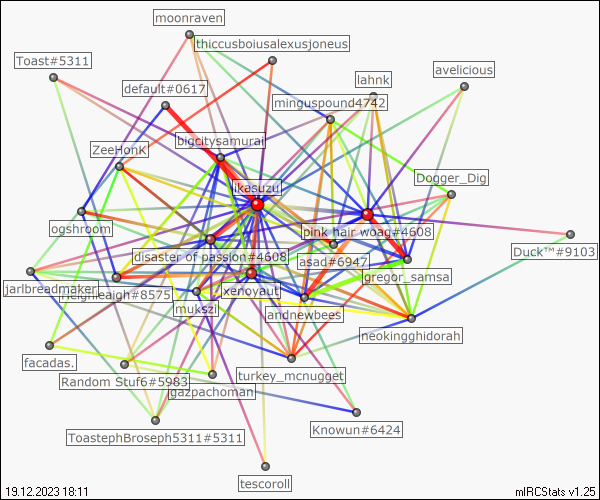 moonraven
thiccusboiusalexusjoneus
Toast#5311
lahnk
avelicious
default#0617
minguspound4742
bigcitysamurai
ZeeHonk
Dogger_Dig
ikasuzu
ogshroom
pink hair woag#4608
Duck™#9103
disaster of passion#4608
asad#6947
gregor_samsa
jarlbreadmaker
neighleaigh#8575
xenoyaut
mukszi
andnewbees
neokingghidorah
facadas.
turkey_mcnugget
Random Stuf6#5983
gazpachoman
Knowun#6424
ToastephBroseph5311#5311
tescoroll
19.12.2023 18:11
mIRCStats v1.25